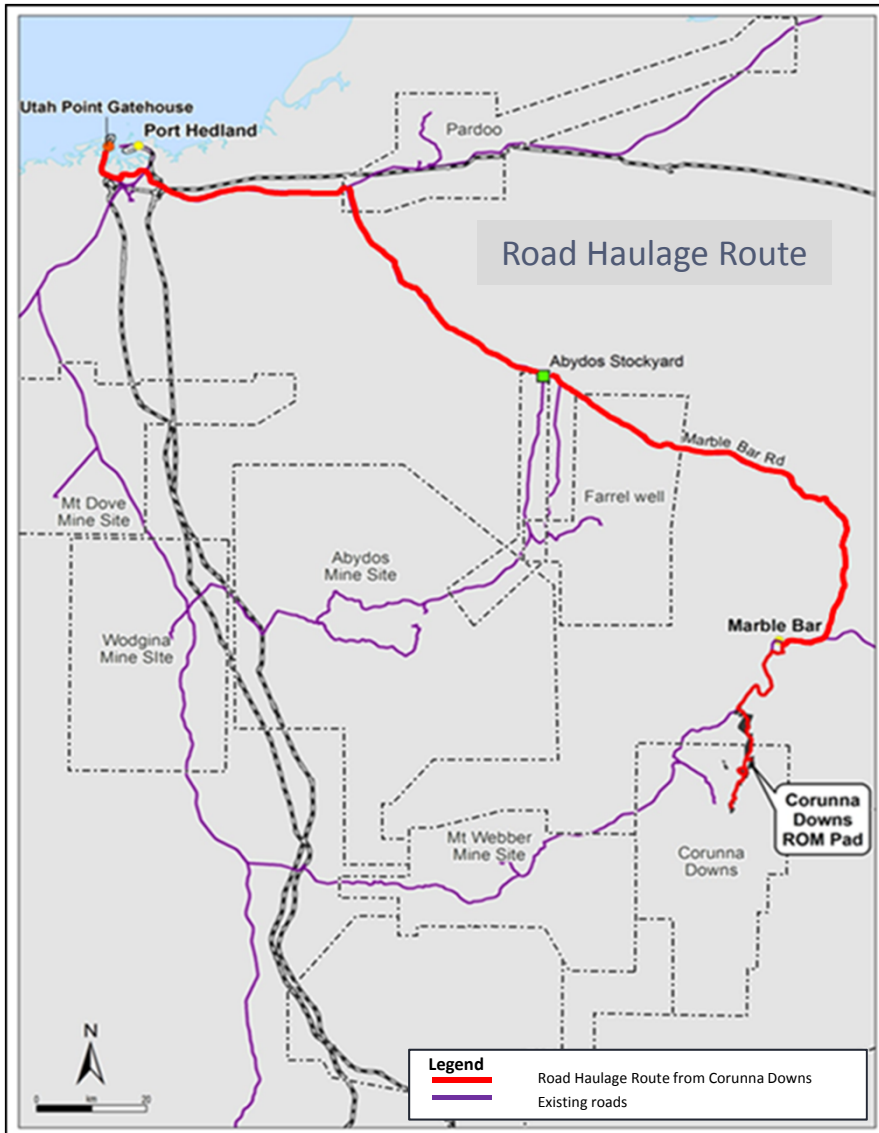 Utah Point Gatehouse
Port Hedland
Pardoo
Road Haulage Route
Abydos Stockyard
Marble Bar Rd
Farrel well
Mt Dove
Mine Site
Abydos
Mine Site
Wodgina
Mine SIte
Marble Bar
Corunna
Downs
ROM Pad
Mt Webber
Mine Site
Corunna
Downs
N
0
km
20
Legend
Road Haulage Route from Corunna Downs
Existing roads